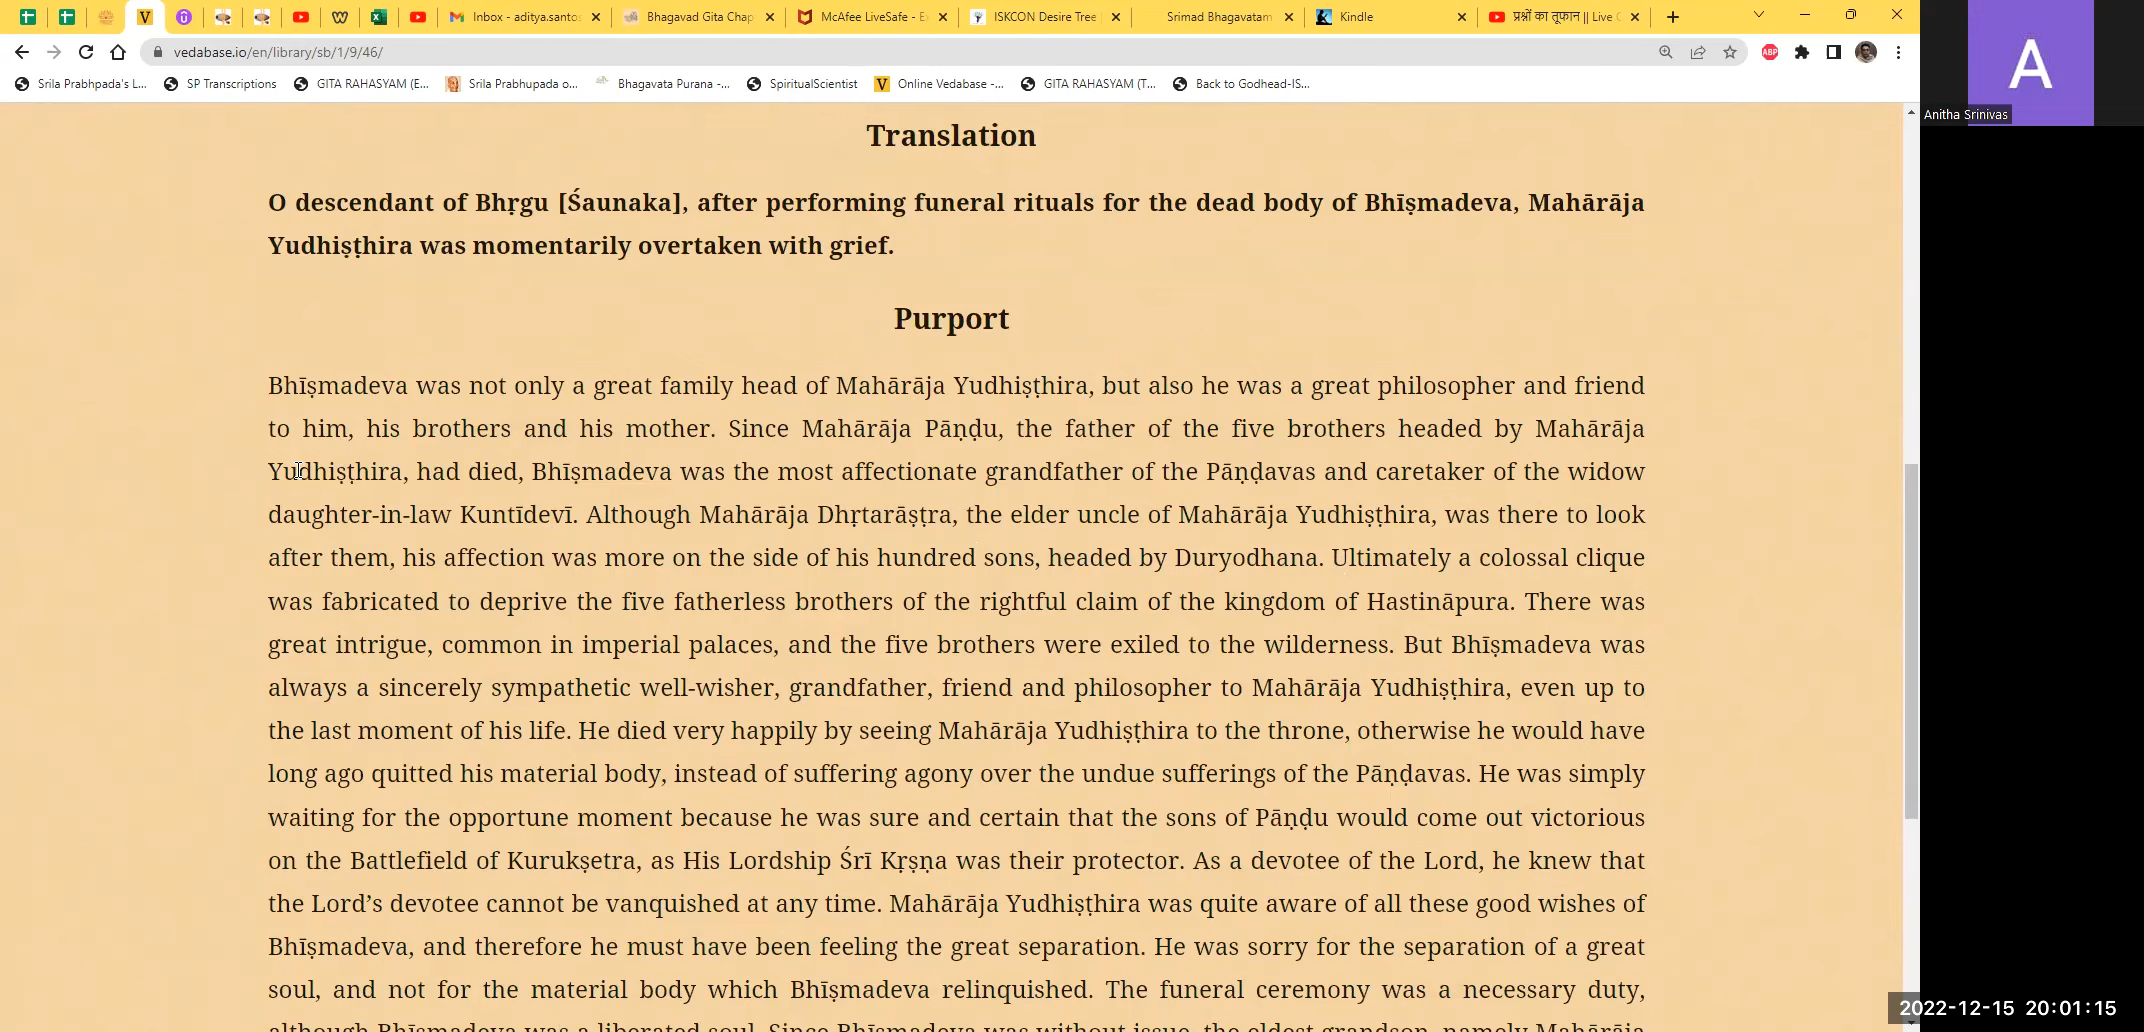 Inbox - aditya.santos
Bhagavad Gita Chap
McAfee LiveSafe - E
ISKCON Desire Tree
Srimad Bhagavatam
Kindle
प्रश्नों का तूफान || Live
vedabase.io/en/library/sb/1/9/46/
ABP
Srila Prabhpada's L...
SP Transcriptions
GITA RAHASYAM (E...
Srila Prabhupada o...
Bhagavata Purana -...
SpiritualScientist
Online Vedabase -...
GITA RAHASYAM (T...
Back to Godhead-IS...
A
Anitha Srinivas
Translation
O descendant of Bhṛgu [Śaunaka], after performing funeral rituals for the dead body of Bhīṣmadeva, Mahārāja
Yudhiṣṭhira was momentarily overtaken with grief.
Purport
Bhīṣmadeva was not only a great family head of Mahārāja Yudhiṣṭhira, but also he was a great philosopher and friend
to him, his brothers and his mother. Since Mahārāja Pāṇḍu, the father of the five brothers headed by Mahārāja
Yudhiṣṭhira, had died, Bhīṣmadeva was the most affectionate grandfather of the Pāṇḍavas and caretaker of the widow
daughter-in-law Kuntīdevī. Although Mahārāja Dhṛtarāṣṭra, the elder uncle of Mahārāja Yudhiṣṭhira, was there to look
after them, his affection was more on the side of his hundred sons, headed by Duryodhana. Ultimately a colossal clique
was fabricated to deprive the five fatherless brothers of the rightful claim of the kingdom of Hastināpura. There was
great intrigue, common in imperial palaces, and the five brothers were exiled to the wilderness. But Bhīṣmadeva was
always a sincerely sympathetic well-wisher, grandfather, friend and philosopher to Mahārāja Yudhiṣṭhira, even up to
the last moment of his life. He died very happily by seeing Mahārāja Yudhiṣṭhira to the throne, otherwise he would have
long ago quitted his material body, instead of suffering agony over the undue sufferings of the Pāṇḍavas. He was simply
waiting for the opportune moment because he was sure and certain that the sons of Pāṇḍu would come out victorious
on the Battlefield of Kurukṣetra, as His Lordship Śrī Kṛṣṇa was their protector. As a devotee of the Lord, he knew that
the Lord’s devotee cannot be vanquished at any time. Mahārāja Yudhiṣṭhira was quite aware of all these good wishes of
Bhīṣmadeva, and therefore he must have been feeling the great separation. He was sorry for the separation of a great
soul, and not for the material body which Bhīṣmadeva relinquished. The funeral ceremony was a necessary duty,
although Bhīṣmadeva was a liberated soul. Since Bhīṣmadeva was without issue, the eldest grandson, namely Mahārāja
2022-12-15 20:01:15